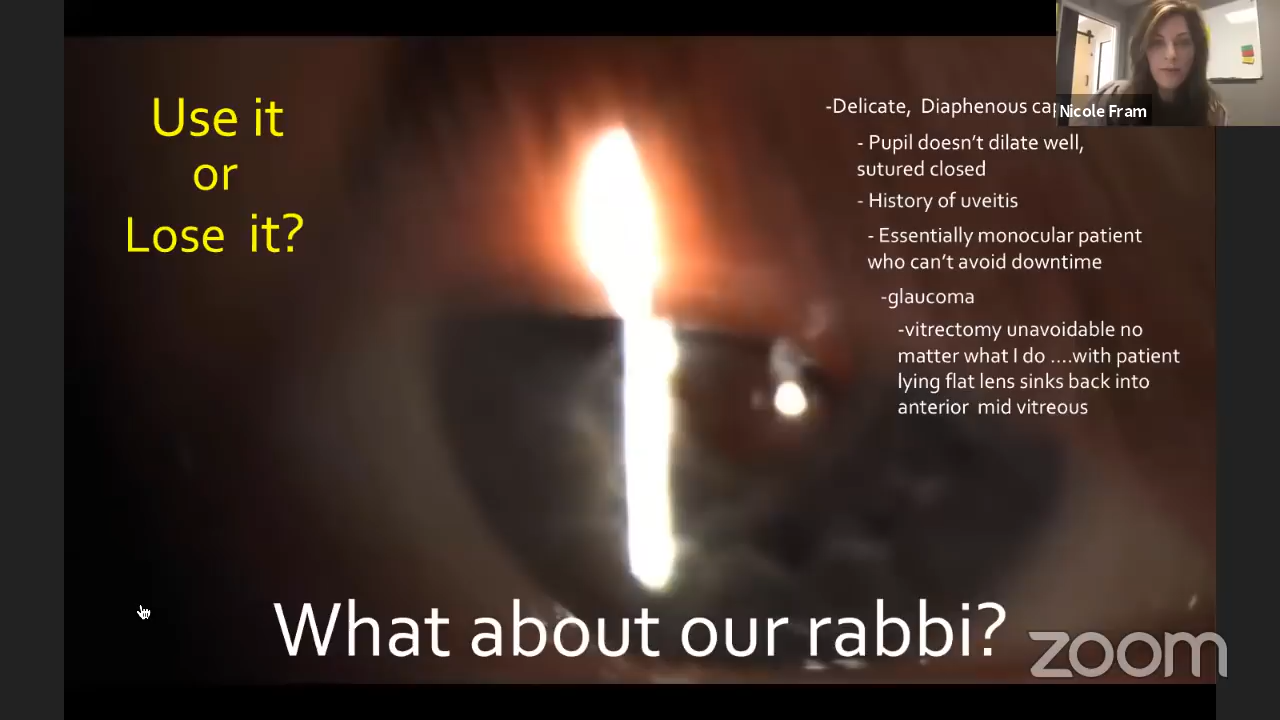 Use it
or
Lose it?
-Delicate, Diaphenous
- Pupil doesn't dilate well,
sutured closed
- History of uveitis
- Essentially monocular patient
who can't avoid downtime
-glaucoma
-vitrectomy unavoidable no
matter what I do ....with patient
lying flat lens sinks back into
anterior mid vitreous
What about our rabbi?
Nicole Fram
zoom